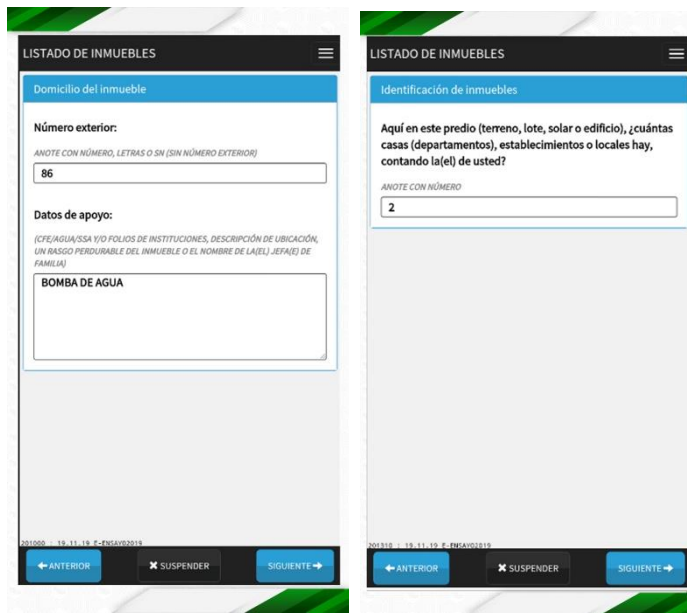 LISTADO DE INMUEBLES
Domicilio del inmueble
Número exterior:
ANOTE CON NÚMERO, LETRAS O SN (SIN NÚMERO EXTERIOR)
86
Datos de apoyo:
(CFE/AGUA/SSA Y/O FOLIOS DE INSTITUCIONES, DESCRIPCIÓN DE UBICACIÓN,
UN RASGO PERDURABLE DEL INMUEBLE O EL NOMBRE DE LA(EL) JEFA(E) DE
FAMILIA)
BOMBA DE AGUA
201000 : 19.11.19 E-ENSAYO2019
ANTERIOR
SUSPENDER
SIGUIENTE
LISTADO DE INMUEBLES
Identificación de inmuebles
Aquí en este predio (terreno, lote, solar o edificio), ¿cuántas
casas (departamentos), establecimientos o locales hay,
contando la(el) de usted?
ANOTE CON NÚMERO
2
201310 : 19.11.19 E-ENSAYO2019
ANTERIOR
SUSPENDER
SIGUIENTE